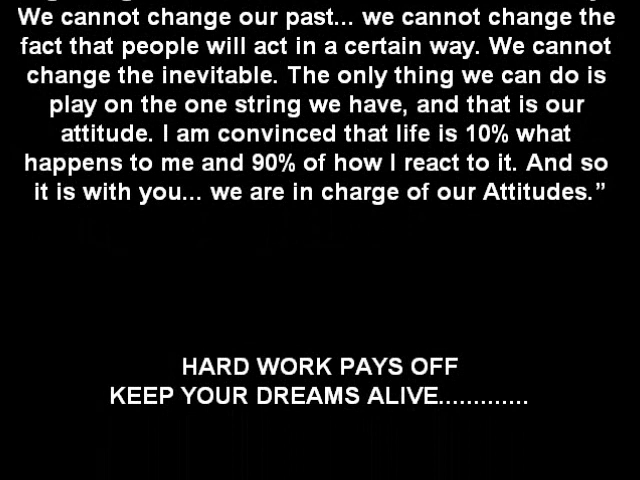 We cannot change our past... we cannot change the
fact that people will act in a certain way. We cannot
change the inevitable. The only thing we can do is
play on the one string we have, and that is our
attitude. I am convinced that life is 10% what
happens to me and 90% of how I react to it. And so
it is with you... we are in charge of our Attitudes.”
HARD WORK PAYS OFF
KEEP YOUR DREAMS ALIVE.............